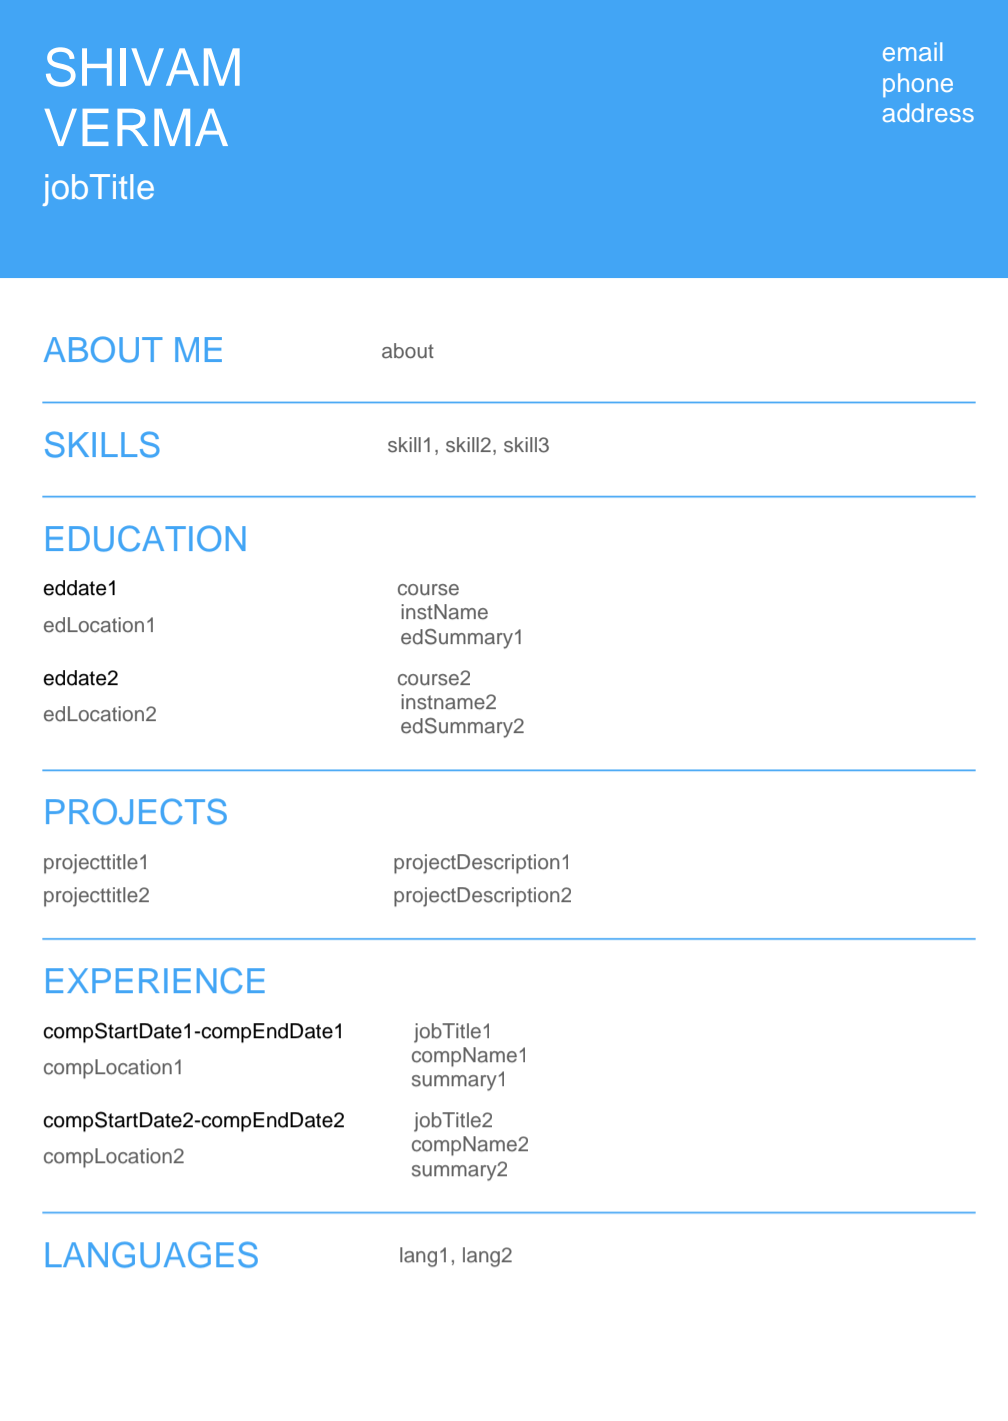 SHIVAM
VERMA
jobTitle
email
phone
address
ABOUT ME
about
SKILLS
skill1, skill2, skill3
EDUCATION
eddate1
edLocation1
course
instName
edSummary1
eddate2
edLocation2
course2
instname2
edSummary2
PROJECTS
projecttitle1 projectDescription1
projecttitle2 projectDescription2
EXPERIENCE
compStartDate1-compEndDate1
compLocation1
jobTitle1
compName1
summary1
compStartDate2-compEndDate2
compLocation2
jobTitle2
compName2
summary2
LANGUAGES
lang1, lang2